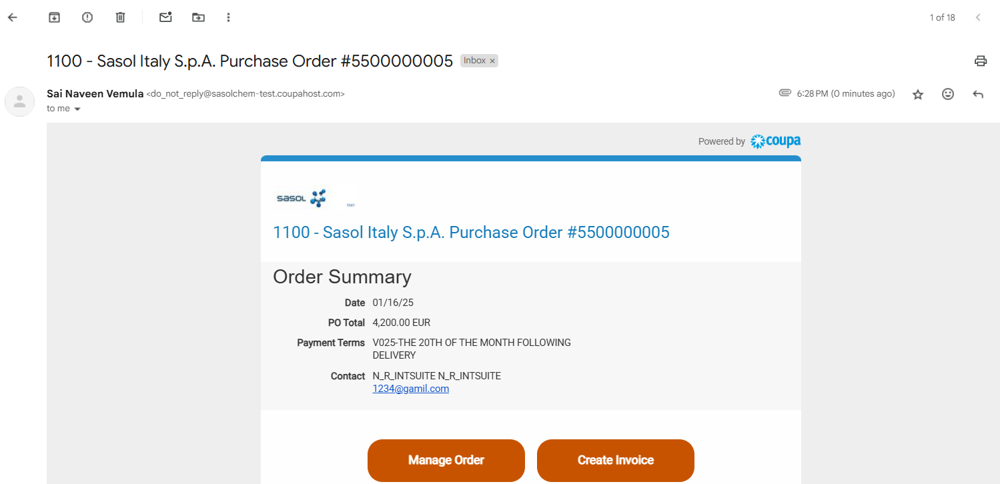 1 of 18
1100 - Sasol Italy S.p.A. Purchase Order #5500000005 Inbox ×
Sai Naveen Vemula <do_not_reply@sasolchem-test.coupahost.com> 6:28 PM (0 minutes ago)
to me
Powered by coupa
sasol TEST
1100 - Sasol Italy S.p.A. Purchase Order #5500000005
Order Summary
Date 01/16/25
PO Total 4,200.00 EUR
Payment Terms V025-THE 20TH OF THE MONTH FOLLOWING
DELIVERY
Contact N_R_INTSUITE N_R_INTSUITE
1234@gamil.com
Manage Order Create Invoice